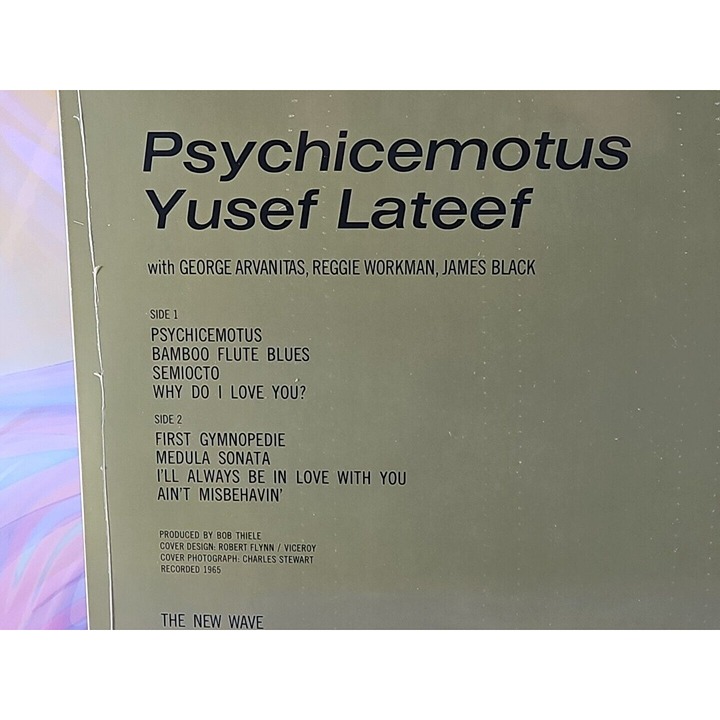 Psychicemotus
Yusef Lateef
with GEORGE ARVANITAS, REGGIE WORKMAN, JAMES BLACK
SIDE 1
PSYCHICEMOTUS
BAMBOO FLUTE BLUES
SEMIOCTO
WHY DO I LOVE YOU?
SIDE 2
FIRST GYMNOPEDIE
MEDULA SONATA
I'LL ALWAYS BE IN LOVE WITH YOU
AIN'T MISBEHAVIN'
PRODUCED BY BOB THIELE
COVER DESIGN: ROBERT FLYNN / VICEROY
COVER PHOTOGRAPH: CHARLES STEWART
RECORDED 1965
THE NEW WAVE